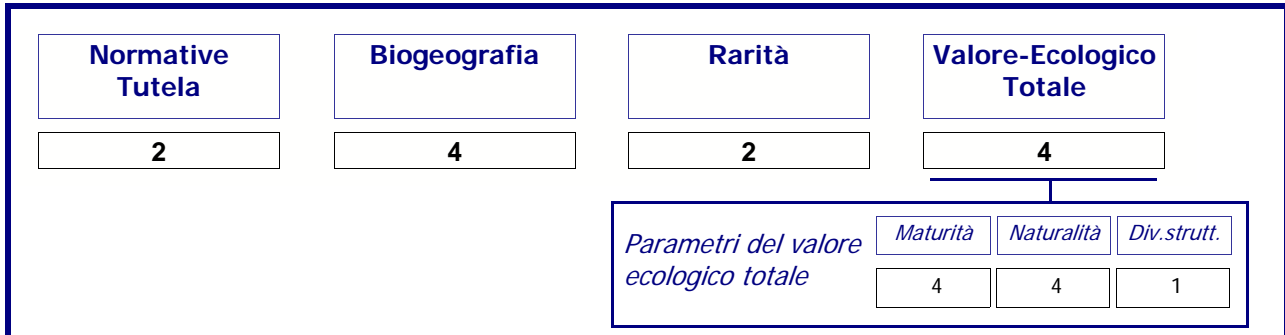 Normative
Tutela
Biogeografia
Rarità
Valore-Ecologico
Totale
2
4
2
4
Parametri del valore
ecologico totale
Maturità
Naturalità
Div.strutt.
4
4
1